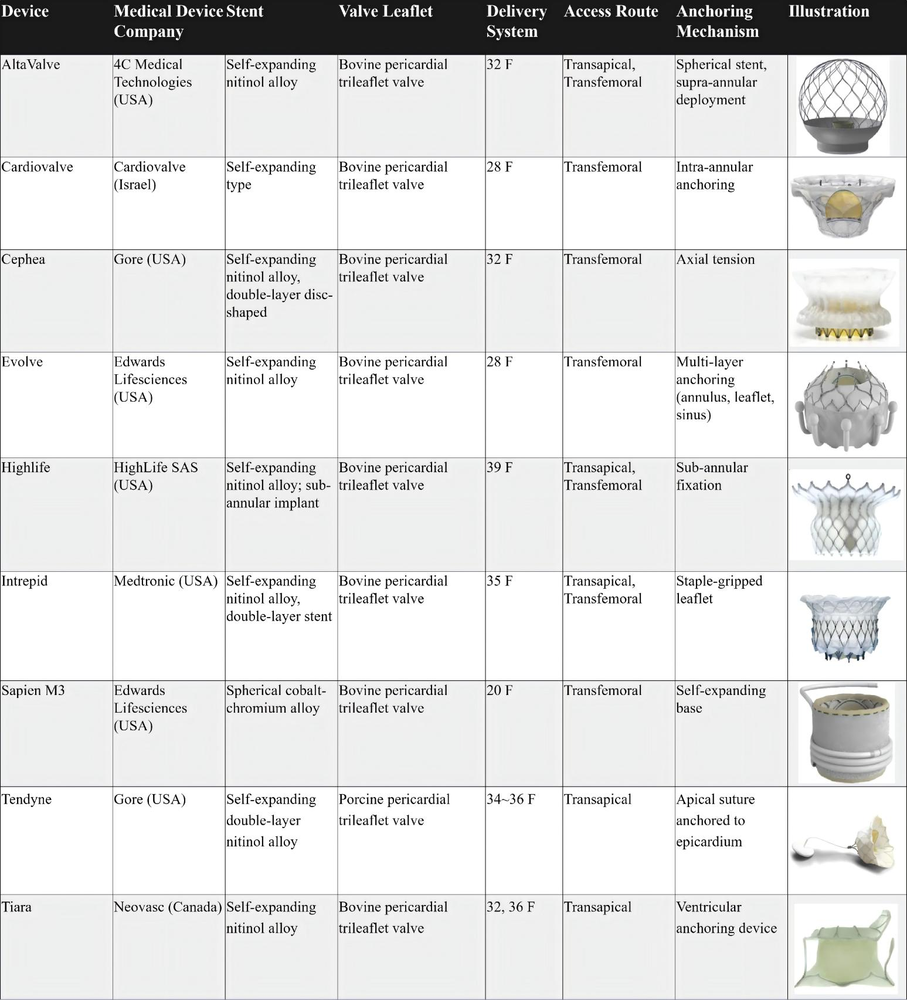 Device
Medical Device
Company
Stent
Valve Leaflet
Delivery
System
Access Route
Anchoring
Mechanism
Illustration
AltaValve
4C Medical
Technologies
(USA)
Self-expanding
nitinol alloy
Bovine pericardial
trileaflet valve
32 F
Transapical,
Transfemoral
Spherical stent,
supra-annular
deployment
Cardiovalve
Cardiovalve
(Israel)
Self-expanding
type
Bovine pericardial
trileaflet valve
28 F
Transfemoral
Intra-annular
anchoring
Cephea
Gore (USA)
Self-expanding
nitinol alloy,
double-layer disc-
shaped
Bovine pericardial
trileaflet valve
32 F
Transfemoral
Axial tension
Evolve
Edwards
Lifesciences
(USA)
Self-expanding
nitinol alloy
Bovine pericardial
trileaflet valve
28 F
Transfemoral
Multi-layer
anchoring
(annulus, leaflet,
sinus)
Highlife
HighLife SAS
(USA)
Self-expanding
nitinol alloy; sub-
annular implant
Bovine pericardial
trileaflet valve
39 F
Transapical,
Transfemoral
Sub-annular
fixation
Intrepid
Medtronic (USA)
Self-expanding
nitinol alloy,
double-layer stent
Bovine pericardial
trileaflet valve
35 F
Transapical,
Transfemoral
Staple-gripped
leaflet
Sapien M3
Edwards
Lifesciences
(USA)
Spherical cobalt-
chromium alloy
Bovine pericardial
trileaflet valve
20 F
Transfemoral
Self-expanding
base
Tendyne
Gore (USA)
Self-expanding
double-layer
nitinol alloy
Porcine pericardial
trileaflet valve
34~36 F
Transapical
Apical suture
anchored to
epicardium
Tiara
Neovasc (Canada)
Self-expanding
nitinol alloy
Bovine pericardial
trileaflet valve
32, 36 F
Transapical
Ventricular
anchoring device